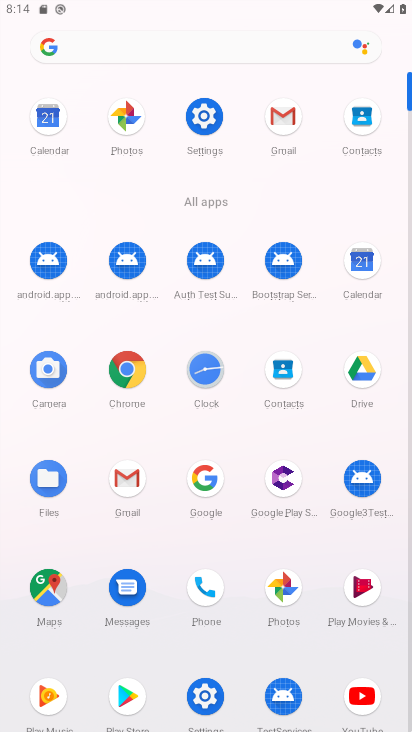 8:14
Calendar Photos Settings Gmail Contacts
All apps
android.app.... android.app.... Auth Test Su... Bootstrap Ser... Calendar
Camera Chrome Clock Contacts Drive
Files Gmail Google Google Play S... Google3Test...
Maps Messages Phone Photos Play Movies & ...
Play Music Play Store Settings TestServices YouTube